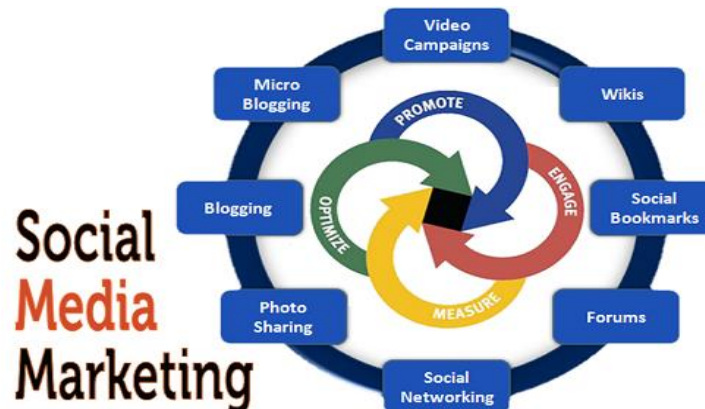 Video
Campaigns
Micro
Blogging
Wikis
PROMOTE
ENGAGE
Blogging
OPTIMIZE
Social
Bookmarks
Social
Media
Marketing
Photo
Sharing
MEASURE
Forums
Social
Networking